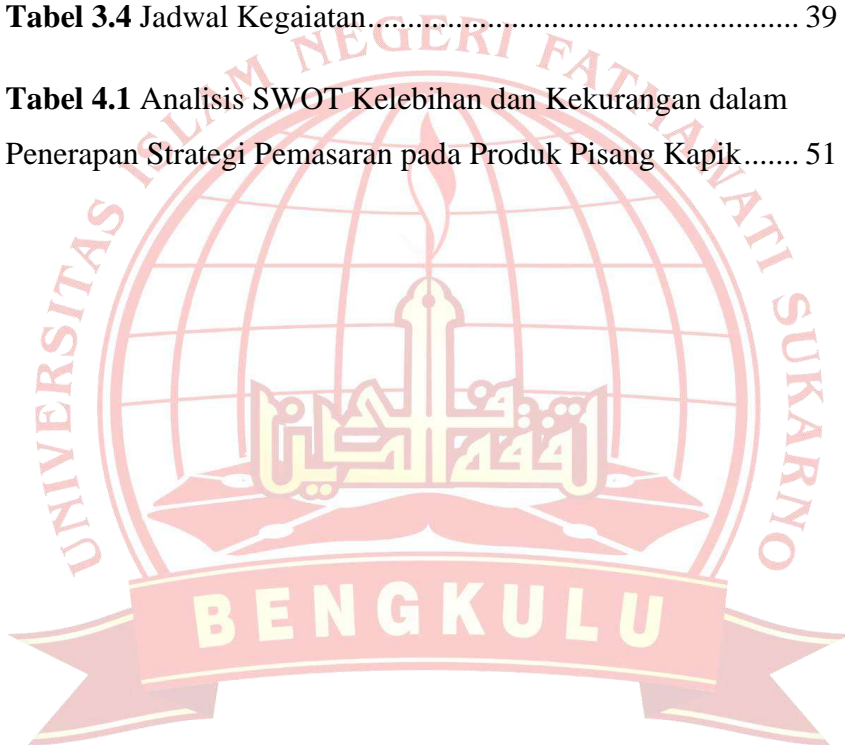 Tabel 3.4 Jadwal Kegaiatan................................................ 39
Tabel 4.1 Analisis SWOT Kelebihan dan Kekurangan dalam
Penerapan Strategi Pemasaran pada Produk Pisang Kapik....... 51
UNIVERSITAS ISLAM NEGERI FATMAWATI SUKARNO
BENGKULU